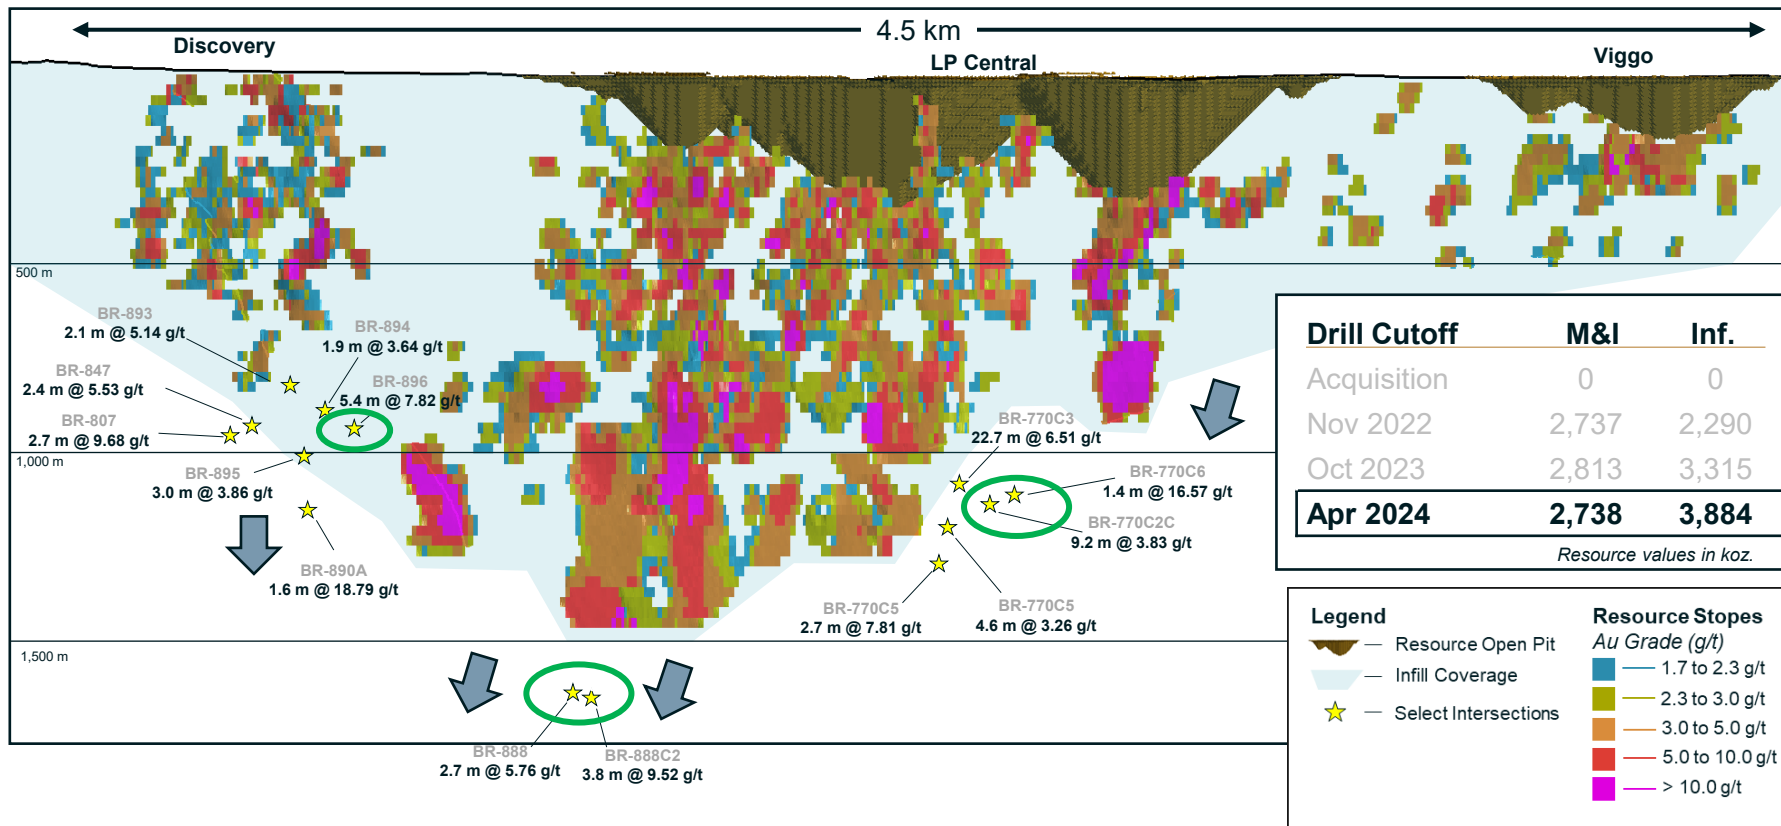 4.5 km
Discovery
LP Central
Viggo
500 m
BR-893
2.1 m @ 5.14 g/t
BR-894
1.9 m @ 3.64 g/t
BR-847
2.4 m @ 5.53 g/t
BR-896
5.4 m @ 7.82 g/t
BR-807
2.7 m @ 9.68 g/t
1,000 m
BR-895
3.0 m @ 3.86 g/t
BR-890A
1.6 m @ 18.79 g/t
BR-770C3
22.7 m @ 6.51 g/t
BR-770C6
1.4 m @ 16.57 g/t
BR-770C2C
9.2 m @ 3.83 g/t
BR-770C5
2.7 m @ 7.81 g/t
BR-770C5
4.6 m @ 3.26 g/t
1,500 m
BR-888
2.7 m @ 5.76 g/t
BR-888C2
3.8 m @ 9.52 g/t
Drill Cutoff M&I Inf.
Acquisition 0 0
Nov 2022 2,737 2,290
Oct 2023 2,813 3,315
Apr 2024 2,738 3,884
Resource values in koz.
Legend
Resource Open Pit
Infill Coverage
Select Intersections
Resource Stopes
Au Grade (g/t)
1.7 to 2.3 g/t
2.3 to 3.0 g/t
3.0 to 5.0 g/t
5.0 to 10.0 g/t
> 10.0 g/t